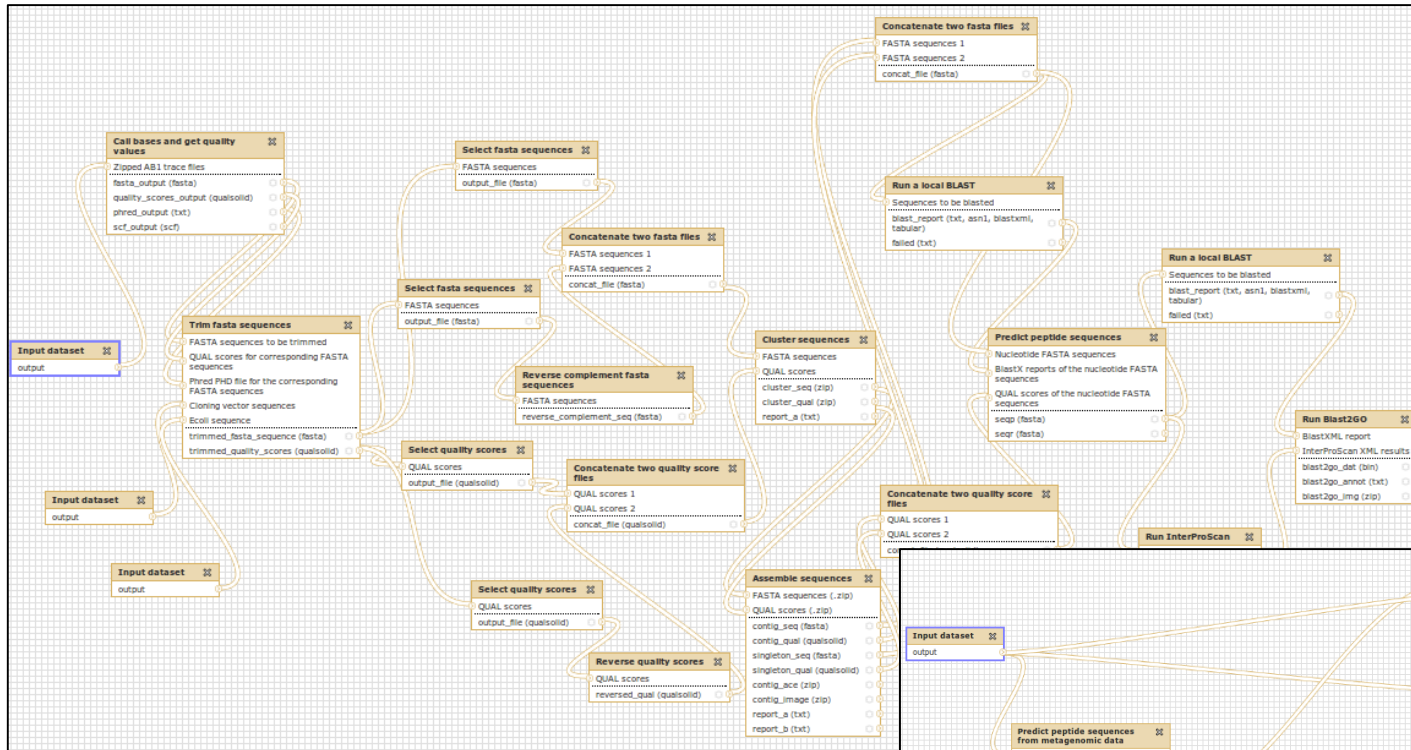 Concatenate two fasta files
FASTA sequences 1
FASTA sequences 2
concat_file (fasta)
Call bases and get quality
values
Zipped AB1 trace files
fasta_output (fasta)
quality_scores_output (qualsolid)
phred_output (txt)
scf_output (scf)
Select fasta sequences
FASTA sequences
output_file (fasta)
Run a local BLAST
Sequences to be blasted
blast_report (txt, asn1, blastxml,
tabular)
failed (txt)
Concatenate two fasta files
FASTA sequences 1
FASTA sequences 2
concat_file (fasta)
Run a local BLAST
Sequences to be blasted
blast_report (txt, asn1, blastxml,
tabular)
failed (txt)
Select fasta sequences
FASTA sequences
output_file (fasta)
Trim fasta sequences
FASTA sequences to be trimmed
QUAL scores for corresponding FASTA
sequences
Phred PHD file for the corresponding
FASTA sequences
Cloning vector sequences
Ecoli sequence
trimmed_fasta_sequence (fasta)
trimmed_quality_scores (qualsolid)
Input dataset
output
Cluster sequences
FASTA sequences
QUAL scores
cluster_seq (zip)
cluster_qual (zip)
report_a (txt)
Predict peptide sequences
Nucleotide FASTA sequences
BlastX reports of the nucleotide FASTA
sequences
QUAL scores of the nucleotide FASTA
sequences
seqp (fasta)
seqr (fasta)
Reverse complement fasta
sequences
FASTA sequences
reverse_complement_seq (fasta)
Run Blast2GO
BlastXML report
InterProScan XML results
blast2go_dat (bin)
blast2go_annot (txt)
blast2go_img (zip)
Select quality scores
QUAL scores
output_file (qualsolid)
Concatenate two quality score
files
QUAL scores 1
QUAL scores 2
concat_file (qualsolid)
Input dataset
output
Concatenate two quality score
files
QUAL scores 1
QUAL scores 2
Run InterProScan
Input dataset
output
Select quality scores
QUAL scores
output_file (qualsolid)
Assemble sequences
FASTA sequences (.zip)
QUAL scores (.zip)
contig_seq (fasta)
contig_qual (qualsolid)
singleton_seq (fasta)
singleton_qual (qualsolid)
contig_ace (zip)
contig_image (zip)
report_a (txt)
report_b (txt)
Reverse quality scores
QUAL scores
reversed_qual (qualsolid)
Input dataset
output
Predict peptide sequences
from metagenomic data